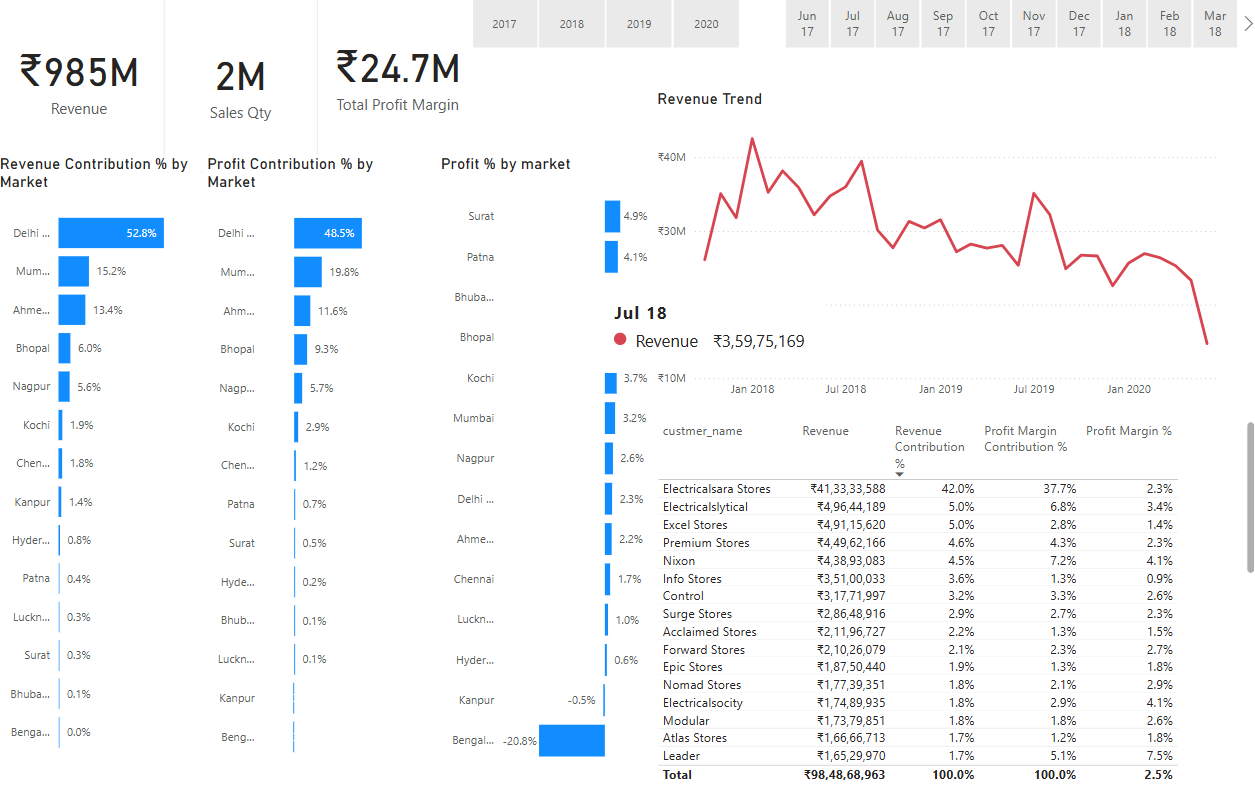 2017 2018 2019 2020
Jun 17 Jul 17 Aug 17 Sep 17 Oct 17 Nov 17 Dec 17 Jan 18 Feb 18 Mar 18
₹985M
Revenue
2M
Sales Qty
₹24.7M
Total Profit Margin
Revenue Contribution % by
Market
Delhi ... 52.8%
Mum... 15.2%
Ahme... 13.4%
Bhopal 6.0%
Nagpur 5.6%
Kochi 1.9%
Chen... 1.8%
Kanpur 1.4%
Hyder... 0.8%
Patna 0.4%
Luckn... 0.3%
Surat 0.3%
Bhuba... 0.1%
Benga... 0.0%
Profit Contribution % by
Market
Delhi ... 48.5%
Mum... 19.8%
Ahm... 11.6%
Bhopal 9.3%
Nagp... 5.7%
Kochi 2.9%
Chen... 1.2%
Patna 0.7%
Surat 0.5%
Hyde... 0.2%
Bhub... 0.1%
Luckn... 0.1%
Kanpur
Beng...
Profit % by market
Surat 4.9%
Patna 4.1%
Bhuba...
Bhopal
Kochi 3.7%
Mumbai 3.2%
Nagpur 2.6%
Delhi ... 2.3%
Ahme... 2.2%
Chennai 1.7%
Luckn... 1.0%
Hyder... 0.6%
Kanpur -0.5%
Bengal... -20.8%
Revenue Trend
₹40M
₹30M
Jul 18
Revenue ₹3,59,75,169
₹10M
Jan 2018 Jul 2018 Jan 2019 Jul 2019 Jan 2020
custmer_name Revenue Revenue Contribution % Profit Margin Contribution % Profit Margin %
Electricalsara Stores ₹41,33,33,588 42.0% 37.7% 2.3%
Electricalslytical ₹4,96,44,189 5.0% 6.8% 3.4%
Excel Stores ₹4,91,15,620 5.0% 2.8% 1.4%
Premium Stores ₹4,49,62,166 4.6% 4.3% 2.3%
Nixon ₹4,38,93,083 4.5% 7.2% 4.1%
Info Stores ₹3,51,00,033 3.6% 1.3% 0.9%
Control ₹3,17,71,997 3.2% 3.3% 2.6%
Surge Stores ₹2,86,48,916 2.9% 2.7% 2.3%
Acclaimed Stores ₹2,11,96,727 2.2% 1.3% 1.5%
Forward Stores ₹2,10,26,079 2.1% 2.3% 2.7%
Epic Stores ₹1,87,50,440 1.9% 1.3% 1.8%
Nomad Stores ₹1,77,39,351 1.8% 2.1% 2.9%
Electricalsocity ₹1,74,89,935 1.8% 2.9% 4.1%
Modular ₹1,73,79,851 1.8% 1.8% 2.6%
Atlas Stores ₹1,66,66,713 1.7% 1.2% 1.8%
Leader ₹1,65,29,970 1.7% 5.1% 7.5%
Total ₹98,48,68,963 100.0% 100.0% 2.5%